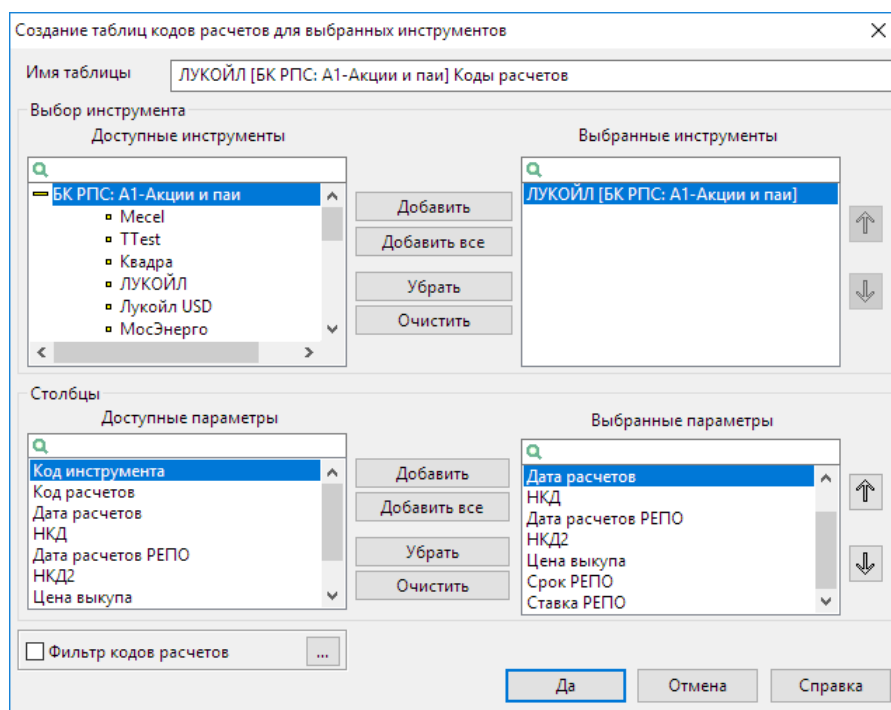 Создание таблиц кодов расчетов для выбранных инструментов
Имя таблицы
ЛУКОЙЛ [БК РПС: А1-Акции и паи] Коды расчетов
Выбор инструмента
Доступные инструменты
БК РПС: А1-Акции и паи
Mecel
TTest
Квадра
ЛУКОЙЛ
Лукойл USD
МосЭнерго
Добавить
Добавить все
Убрать
Очистить
Выбранные инструменты
ЛУКОЙЛ [БК РПС: А1-Акции и паи]
Столбцы
Доступные параметры
Код инструмента
Код расчетов
Дата расчетов
НКД
Дата расчетов РЕПО
НКД2
Цена выкупа
Добавить
Добавить все
Убрать
Очистить
Выбранные параметры
Дата расчетов
НКД
Дата расчетов РЕПО
НКД2
Цена выкупа
Срок РЕПО
Ставка РЕПО
Фильтр кодов расчетов
...
Да
Отмена
Справка